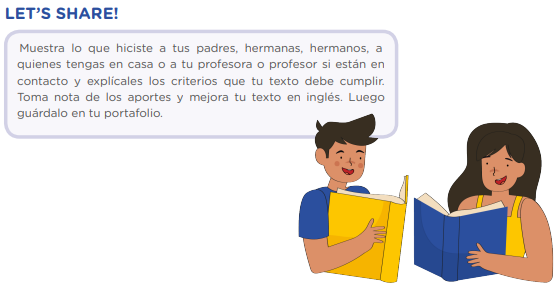 LET'S SHARE!
Muestra lo que hiciste a tus padres, hermanas, hermanos, a
quienes tengas en casa o a tu profesora o profesor si están en
contacto y explícales los criterios que tu texto debe cumplir.
Toma nota de los aportes y mejora tu texto en inglés. Luego
guárdalo en tu portafolio.